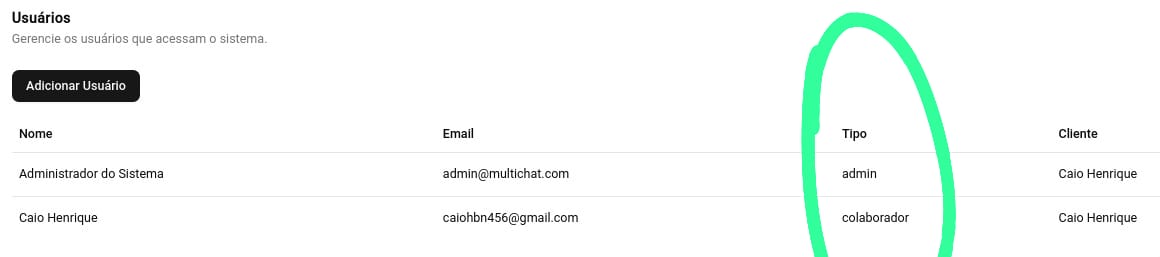 Usuários
Gerencie os usuários que acessam o sistema.
Adicionar Usuário
Nome Email Tipo Cliente
Administrador do Sistema admin@multichat.com admin Caio Henrique
Caio Henrique caiohbn456@gmail.com colaborador Caio Henrique